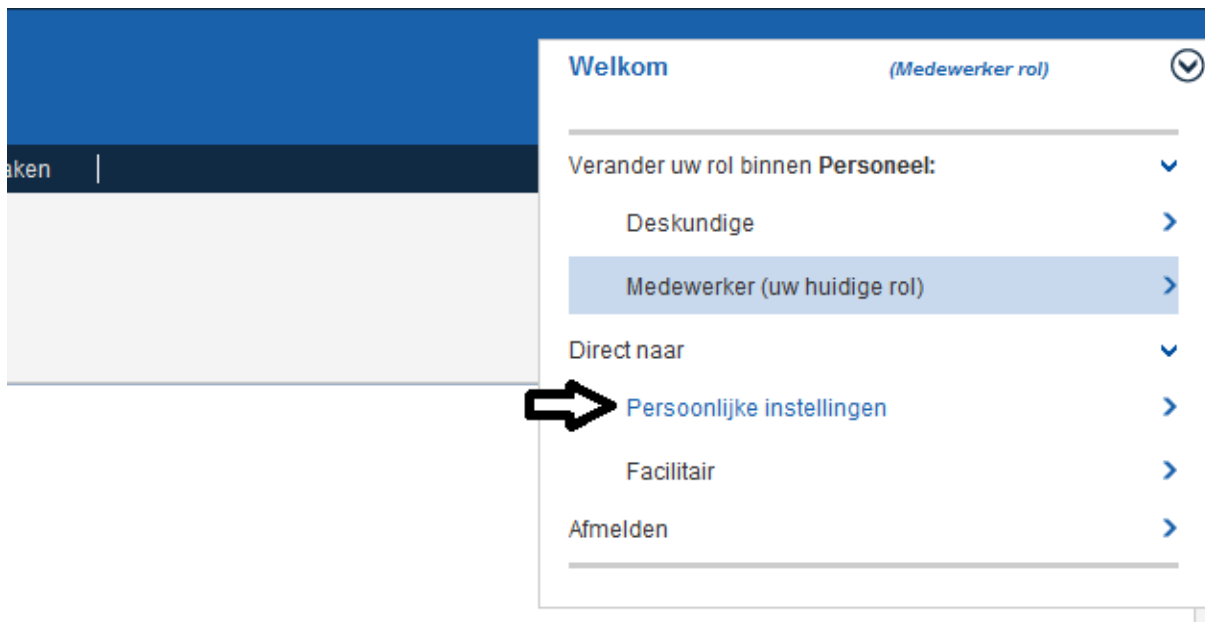 Welkom (Medewerker rol)
Verander uw rol binnen Personeel:
aken |
Deskundige
Medewerker (uw huidige rol)
Direct naar
Persoonlijke instellingen
Facilitair
Afmelden